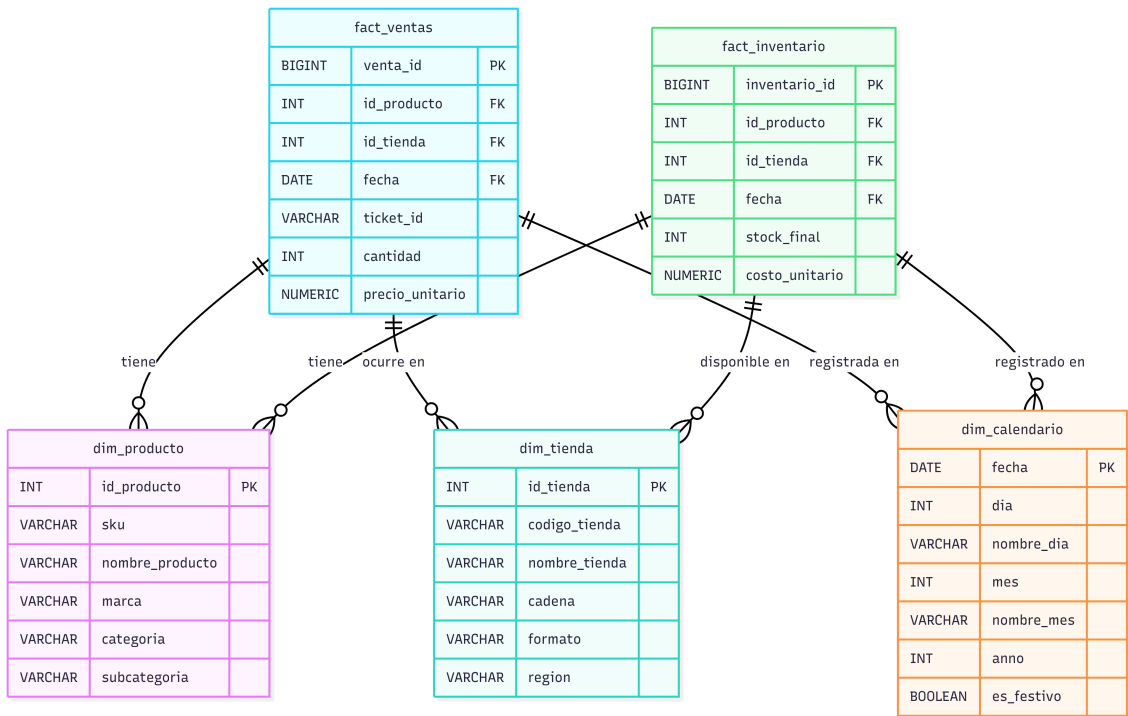 fact_ventas
BIGINT venta_id PK
INT id_producto FK
INT id_tienda FK
DATE fecha FK
VARCHAR ticket_id
INT cantidad
NUMERIC precio_unitario
fact_inventario
BIGINT inventario_id PK
INT id_producto FK
INT id_tienda FK
DATE fecha FK
INT stock_final
NUMERIC costo_unitario
tiene
tiene
ocurre en
disponible en
registrada en
registrado en
dim_producto
INT id_producto PK
VARCHAR sku
VARCHAR nombre_producto
VARCHAR marca
VARCHAR categoria
VARCHAR subcategoria
dim_tienda
INT id_tienda PK
VARCHAR codigo_tienda
VARCHAR nombre_tienda
VARCHAR cadena
VARCHAR formato
VARCHAR region
dim_calendario
DATE fecha PK
INT dia
VARCHAR nombre_dia
INT mes
VARCHAR nombre_mes
INT anno
BOOLEAN es_festivo